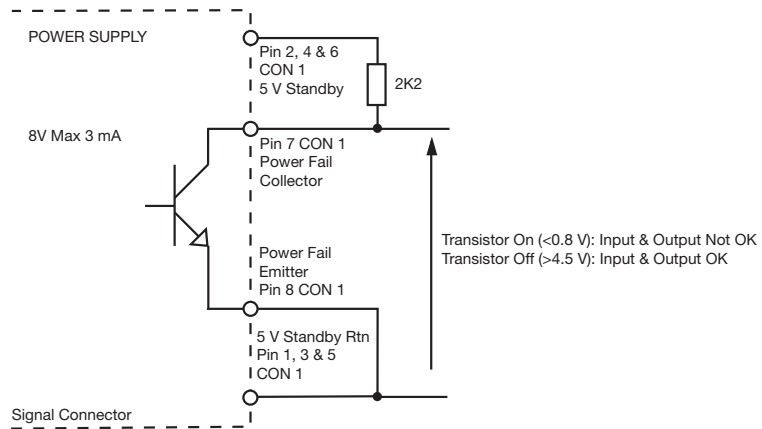 POWER SUPPLY
Pin 2, 4 & 6
CON 1
5 V Standby
2K2
8V Max 3 mA
Pin 7 CON 1
Power Fail
Collector
Transistor On (<0.8 V): Input & Output Not OK
Transistor Off (>4.5 V): Input & Output OK
Power Fail
Emitter
Pin 8 CON 1
5 V Standby Rtn
Pin 1, 3 & 5
CON 1
Signal Connector